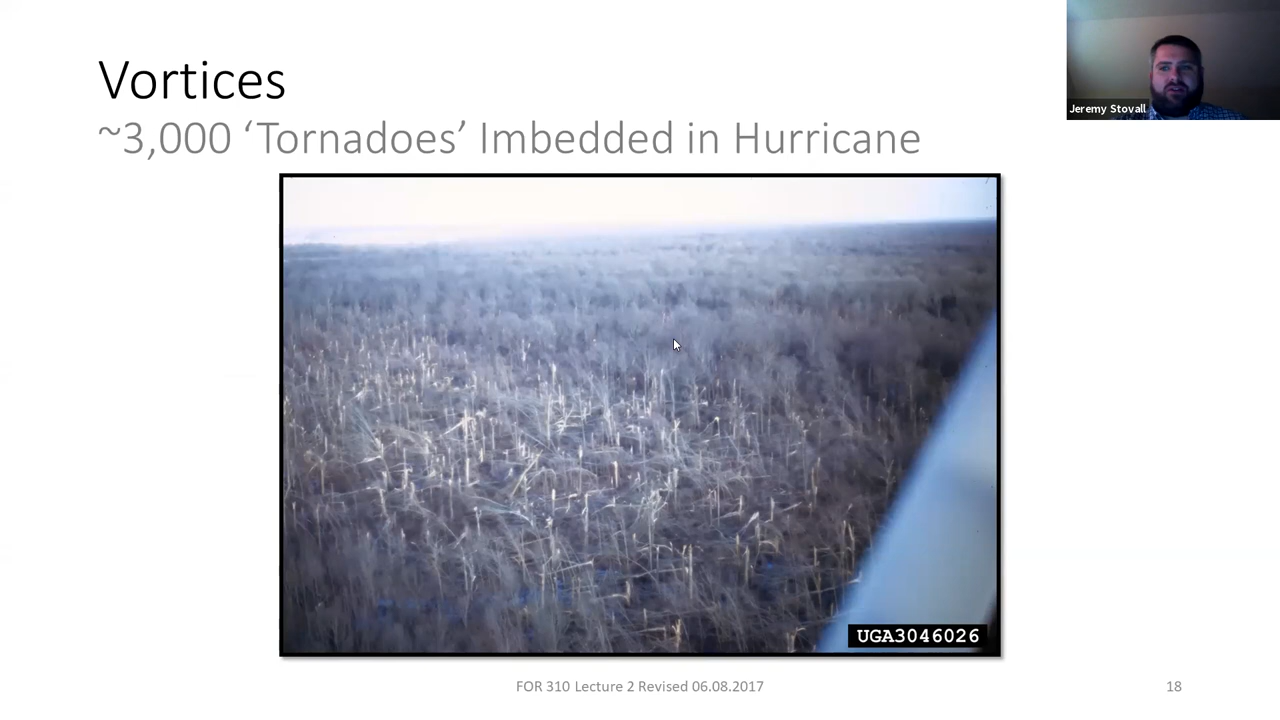 Vortices
~3,000 ‘Tornadoes’ Imbedded in Hurricane
Jeremy Stovall
UGA3046026
FOR 310 Lecture 2 Revised 06.08.2017
18